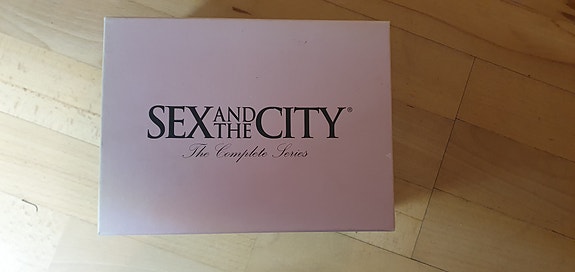 SEX AND THE CITY®
The Complete Series